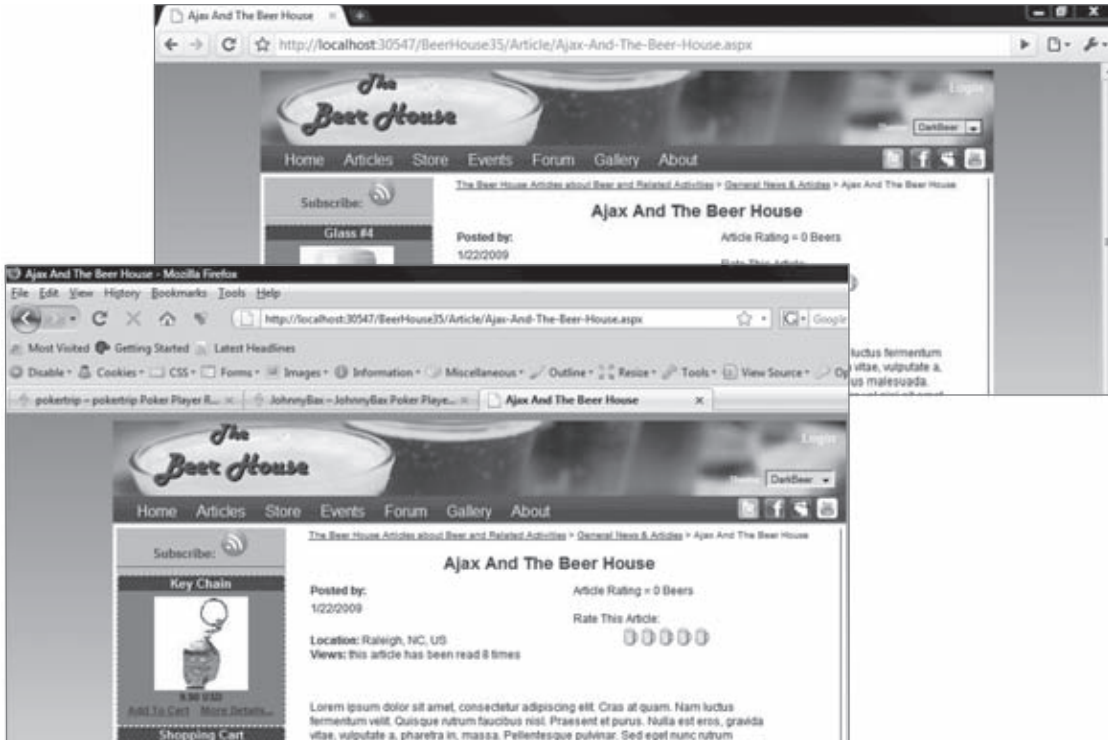 Ajax And The Beer House
http://localhost:30547/BeerHouse35/Article/Ajax-And-The-Beer-House.aspx
The
Beer House
Login
DarkBeer
Home Articles Store Events Forum Gallery About
Subscribe:
The Beer House Articles about Beer and Related Activities > General News & Articles > Ajax And The Beer House
Ajax And The Beer House
Glass #4
Posted by:
Article Rating = 0 Beers
1/22/2009
Rate This Article:
luctus fermentum
vitae, vulputate a,
us malesuada.
Ajax And The Beer House - Mozilla Firefox
File Edit View History Bookmarks Tools Help
http://localhost:30547/BeerHouse35/Article/Ajax-And-The-Beer-House.aspx
Google
Most Visited Getting Started Latest Headlines
Disable Cookies CSS Forms Images Information Miscellaneous Outline Resize Tools View Source Op
pokertrip – pokertrip Poker Player R... JohnnyBax – JohnnyBax Poker Playe... Ajax And The Beer House
The
Beer House
Login
DarkBeer
Home Articles Store Events Forum Gallery About
Subscribe:
The Beer House Articles about Beer and Related Activities > General News & Articles > Ajax And The Beer House
Ajax And The Beer House
Key Chain
Posted by:
Article Rating = 0 Beers
1/22/2009
Rate This Article:
Location: Raleigh, NC, US
Views: this article has been read 8 times
Add To Cart More Details...
Shopping Cart
Lorem ipsum dolor sit amet, consectetur adipiscing elit. Cras at quam. Nam luctus
fermentum velit. Quisque rutrum faucibus nisl. Praesent et purus. Nulla est eros, gravida
vitae, vulputate a, pharetra in, massa. Pellentesque pulvinar. Sed eget nunc rutrum